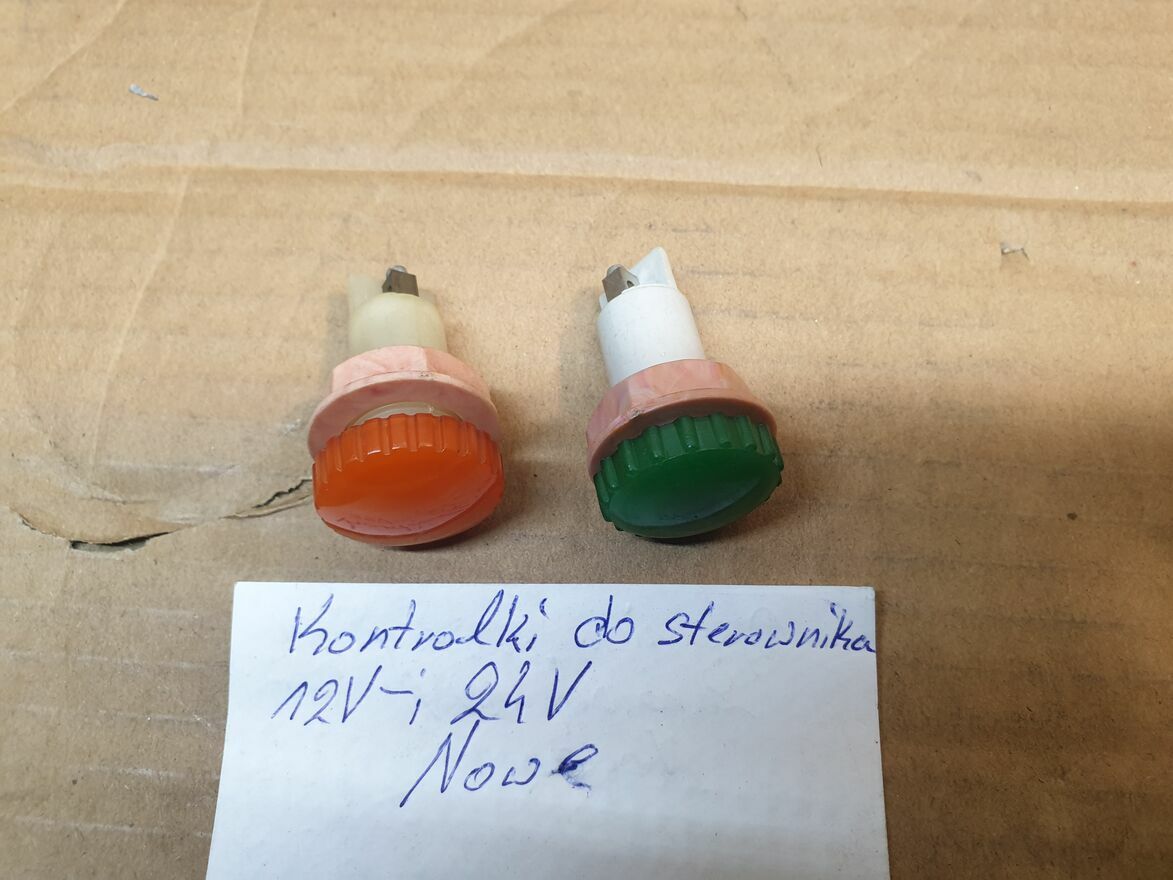 Kontrolki do sterownika
12V-i 24V
Nowe